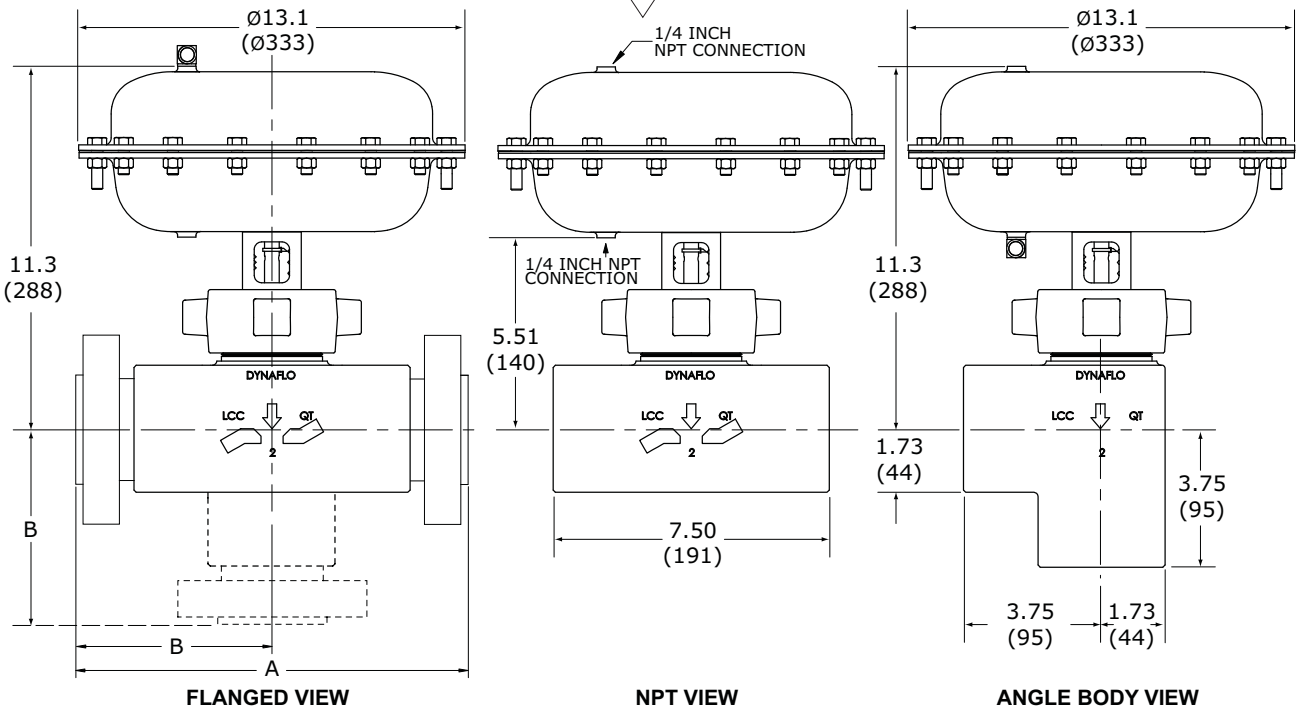 Ø13.1
(Ø333)
11.3
(288)
DYNAFLO
LCC
QT
2
B
B
A
FLANGED VIEW
1/4 INCH
NPT CONNECTION
1/4 INCH NPT
CONNECTION
5.51
(140)
DYNAFLO
LCC
QT
2
7.50
(191)
NPT VIEW
Ø13.1
(Ø333)
11.3
(288)
DYNAFLO
LCC
QT
2
1.73
(44)
3.75
(95)
3.75
(95)
1.73
(44)
ANGLE BODY VIEW